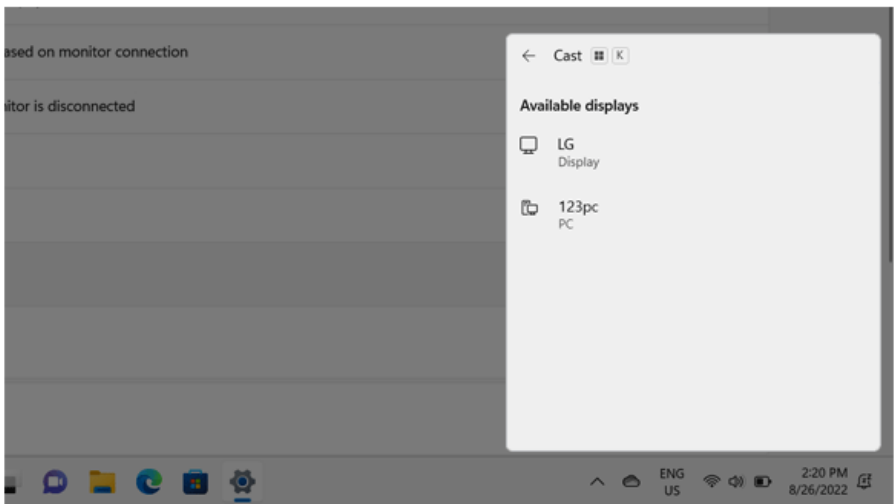 ased on monitor connection
nitor is disconnected
Cast K
Available displays
LG
Display
123pc
PC
ENG
US
2:20 PM
8/26/2022